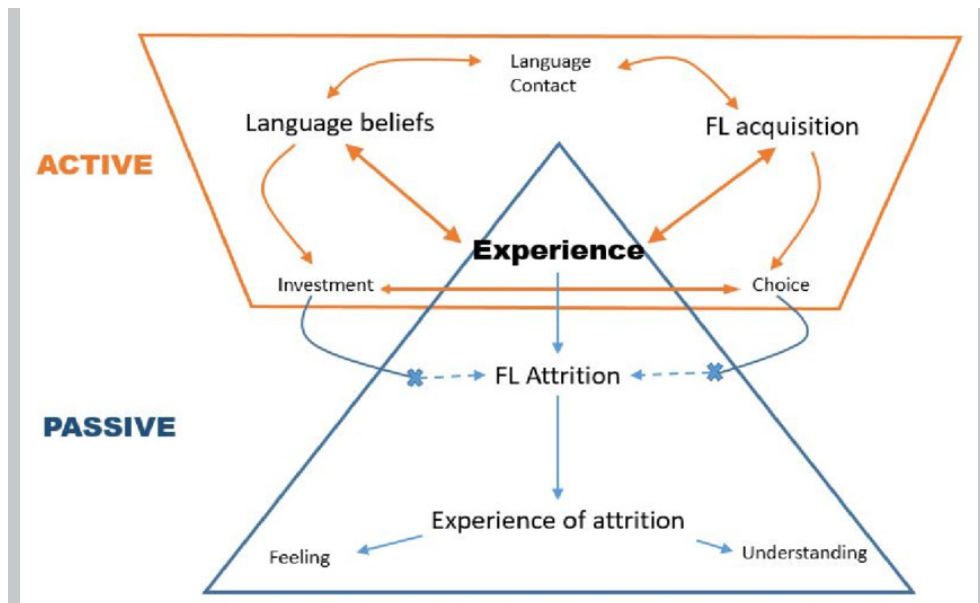 Language
Contact
Language beliefs
FL acquisition
ACTIVE
Experience
Investment
Choice
FL Attrition
PASSIVE
Experience of attrition
Feeling
Understanding